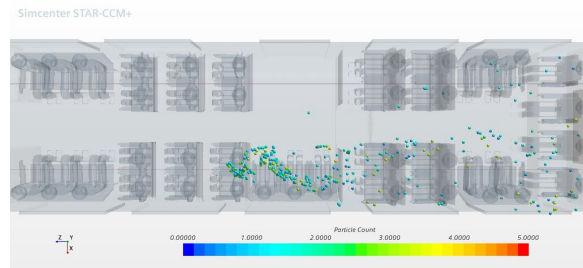 Simcenter STAR-CCM+
Z Y
X
Particle Count
0.00000 1.0000 2.0000 3.0000 4.0000 5.0000